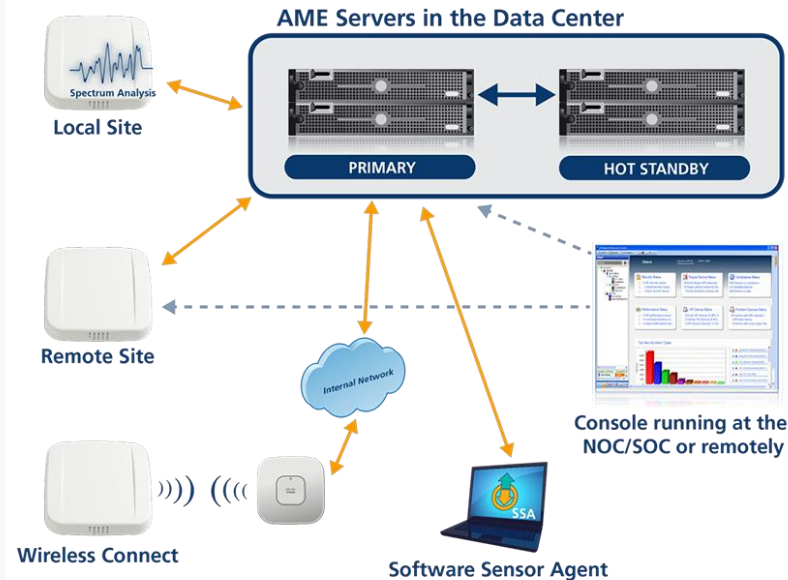 AME Servers in the Data Center
Spectrum Analysis
Local Site
PRIMARY
HOT STANDBY
Remote Site
Internal Network
Console running at the
NOC/SOC or remotely
SSA
Wireless Connect
Software Sensor Agent